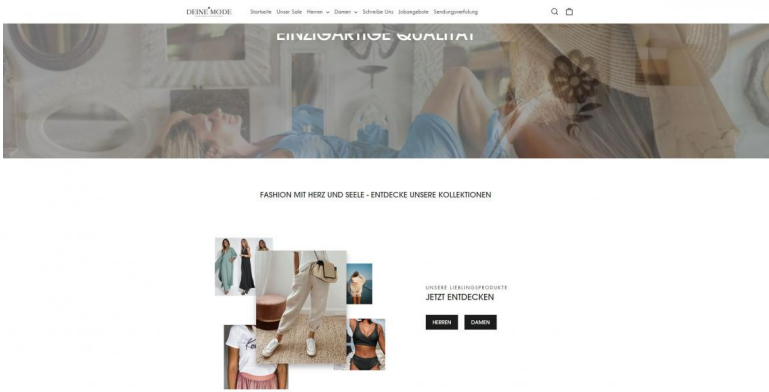 DEINE MODE
Startseite Unser Sale Herren Damen Schreibe Uns Jobangebote Sendungsverfolgung
EINZIGARTIGE QUALITÄT
FASHION MIT HERZ UND SEELE - ENTDECKE UNSERE KOLLEKTIONEN
UNSERE LIEBLINGSPRODUKTE
JETZT ENTDECKEN
HERREN DAMEN